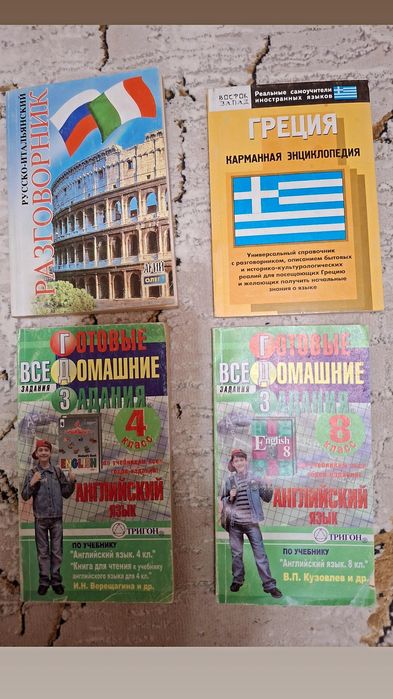 РУССКО-ИТАЛЬЯНСКИЙ
РАЗГОВОРНИК
ВОСТОК
ЗАПАД
Реальные самоучители
иностранных языков
ГРЕЦИЯ
КАРМАННАЯ ЭНЦИКЛОПЕДИЯ
Универсальный справочник
с разговорником, описанием бытовых
и историко-культурологических
реалий для посещающих Грецию
и желающих получить начальные
знания о языке
ГОТОВЫЕ
ВСЕ ДОМАШНИЕ
ЗАДАНИЯ ЗАДАНИЯ
4
класс
ENGLISH
АНГЛИЙСКИЙ
ЯЗЫК
ТРИГОН
ПО УЧЕБНИКУ
"Английский язык. 4 кл."
"Книга для чтения к учебнику
английского языка для 4 кл."
И.Н. Верещагина и др.
ГОТОВЫЕ
ВСЕ ДОМАШНИЕ
ЗАДАНИЯ ЗАДАНИЯ
8
класс
English
8
АНГЛИЙСКИЙ
ЯЗЫК
ТРИГОН
ПО УЧЕБНИКУ
"Английский язык. 8 кл."
В.П. Кузовлев и др.